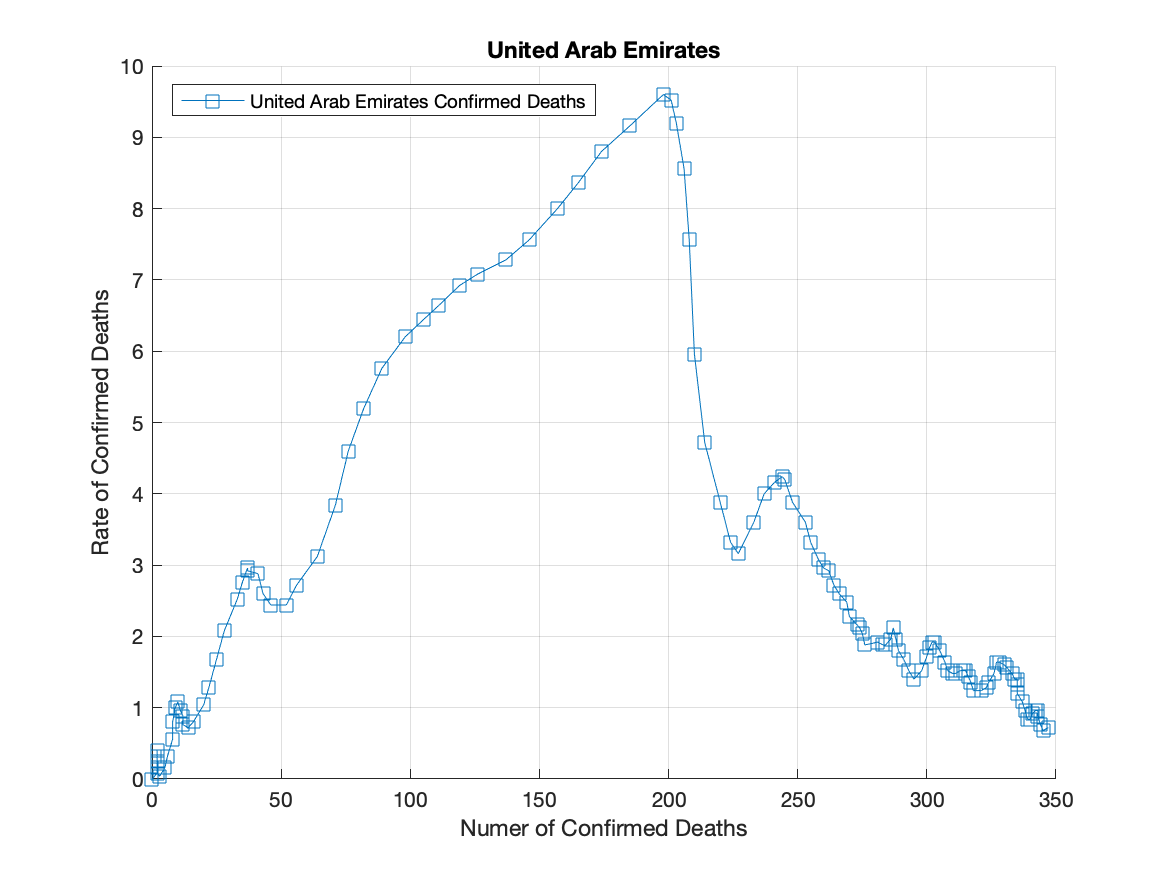 United Arab Emirates
United Arab Emirates Confirmed Deaths
Rate of Confirmed Deaths
10
9
8
7
6
5
4
3
2
1
0
0 50 100 150 200 250 300 350
Numer of Confirmed Deaths